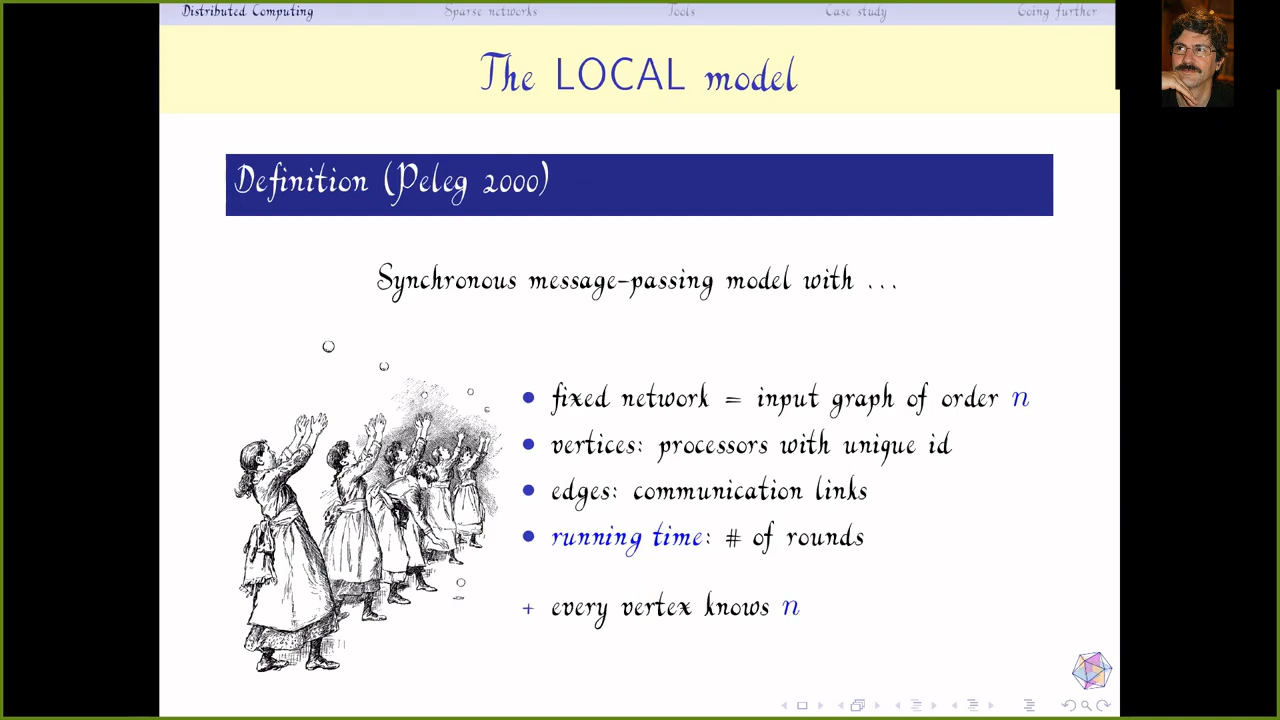 Distributed Computing Sparse networks Tools Case study Going further
The LOCAL model
Definition (Peleg 2000)
Synchronous message-passing model with ...
• fixed network = input graph of order n
• vertices: processors with unique id
• edges: communication links
• running time: # of rounds
+ every vertex knows n